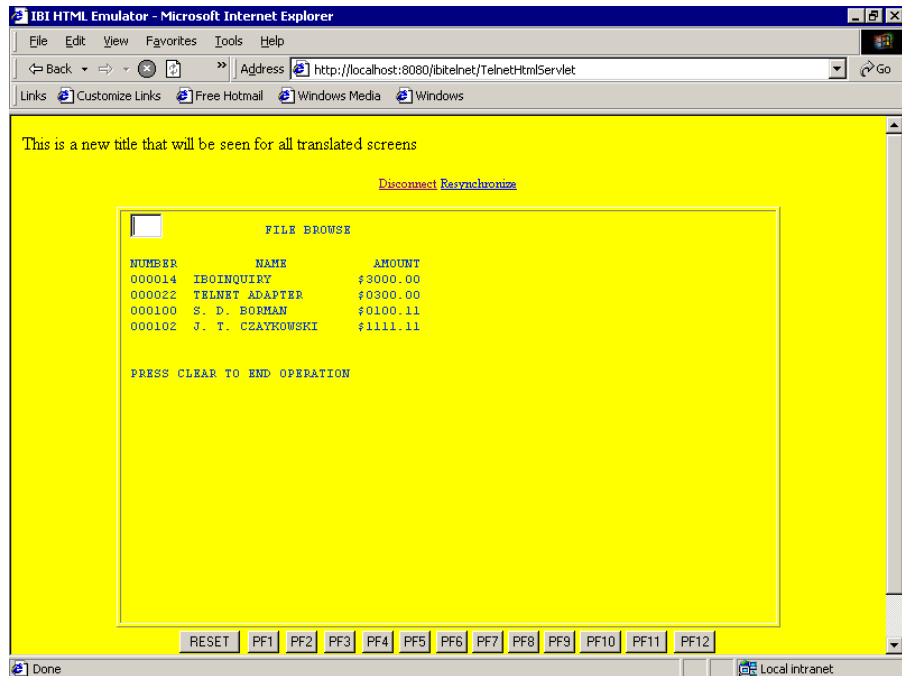 IBI HTML Emulator - Microsoft Internet Explorer
File Edit View Favorites Tools Help
Back » Address http://localhost:8080/ibitelnet/TelnetHtmlServlet Go
Links Customize Links Free Hotmail Windows Media Windows
This is a new title that will be seen for all translated screens
Disconnect Resynchronize
FILE BROWSE
NUMBER NAME AMOUNT
000014 IBOINQUIRY $3000.00
000022 TELNET ADAPTER $0300.00
000100 S. D. BORMAN $0100.11
000102 J. T. CZAYKOWSKI $1111.11
PRESS CLEAR TO END OPERATION
RESET PF1 PF2 PF3 PF4 PF5 PF6 PF7 PF8 PF9 PF10 PF11 PF12
Done Local intranet